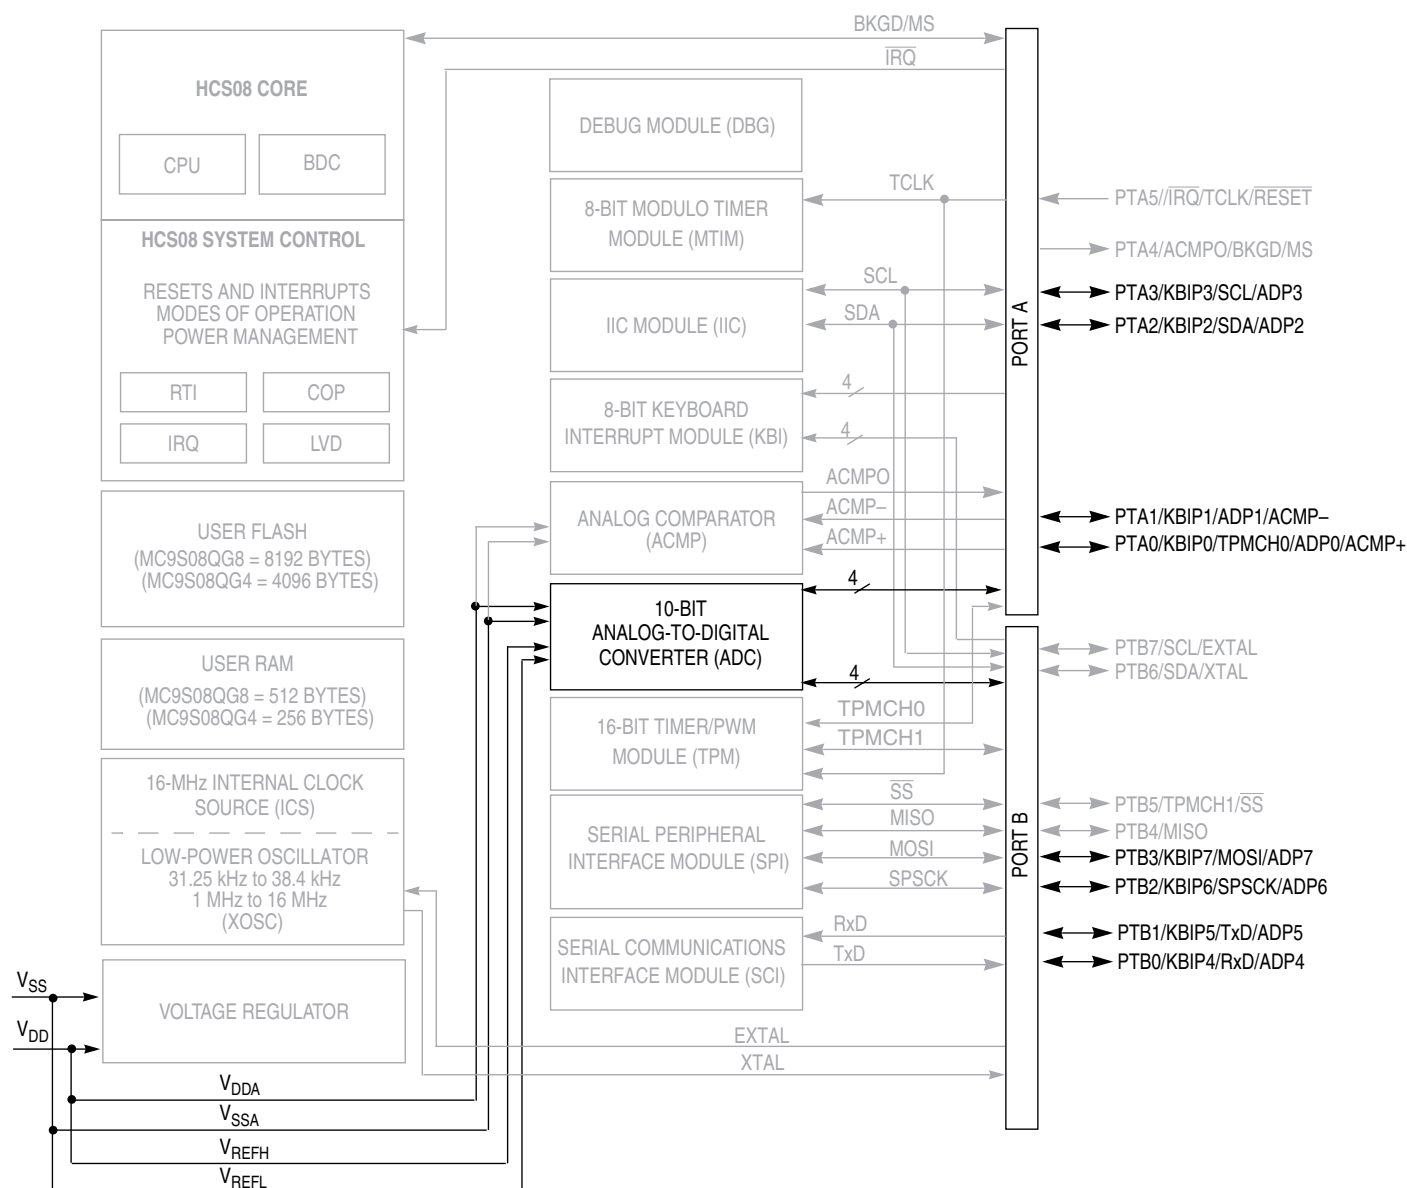 BKGD/MS
IRQ
HCS08 CORE
CPU
BDC
HCS08 SYSTEM CONTROL
RESETS AND INTERRUPTS
MODES OF OPERATION
POWER MANAGEMENT
RTI
COP
IRQ
LVD
USER FLASH
(MC9S08QG8 = 8192 BYTES)
(MC9S08QG4 = 4096 BYTES)
USER RAM
(MC9S08QG8 = 512 BYTES)
(MC9S08QG4 = 256 BYTES)
16-MHz INTERNAL CLOCK
SOURCE (ICS)
LOW-POWER OSCILLATOR
31.25 kHz to 38.4 kHz
1 MHz to 16 MHz
(XOSC)
VSS
VDD
VOLTAGE REGULATOR
VDDA
VSSA
VREFH
VREFL
DEBUG MODULE (DBG)
8-BIT MODULO TIMER
MODULE (MTIM)
TCLK
IIC MODULE (IIC)
SCL
SDA
8-BIT KEYBOARD
INTERRUPT MODULE (KBI)
4
4
ANALOG COMPARATOR
(ACMP)
ACMPO
ACMP–
ACMP+
10-BIT
ANALOG-TO-DIGITAL
CONVERTER (ADC)
4
4
16-BIT TIMER/PWM
MODULE (TPM)
TPMCH0
TPMCH1
SERIAL PERIPHERAL
INTERFACE MODULE (SPI)
SS
MISO
MOSI
SPSCK
SERIAL COMMUNICATIONS
INTERFACE MODULE (SCI)
RxD
TxD
EXTAL
XTAL
PORT A
PORT B
PTA5//IRQ/TCLK/RESET
PTA4/ACMPO/BKGD/MS
PTA3/KBIP3/SCL/ADP3
PTA2/KBIP2/SDA/ADP2
PTA1/KBIP1/ADP1/ACMP–
PTA0/KBIP0/TPMCH0/ADP0/ACMP+
PTB7/SCL/EXTAL
PTB6/SDA/XTAL
PTB5/TPMCH1/SS
PTB4/MISO
PTB3/KBIP7/MOSI/ADP7
PTB2/KBIP6/SPSCK/ADP6
PTB1/KBIP5/TxD/ADP5
PTB0/KBIP4/RxD/ADP4